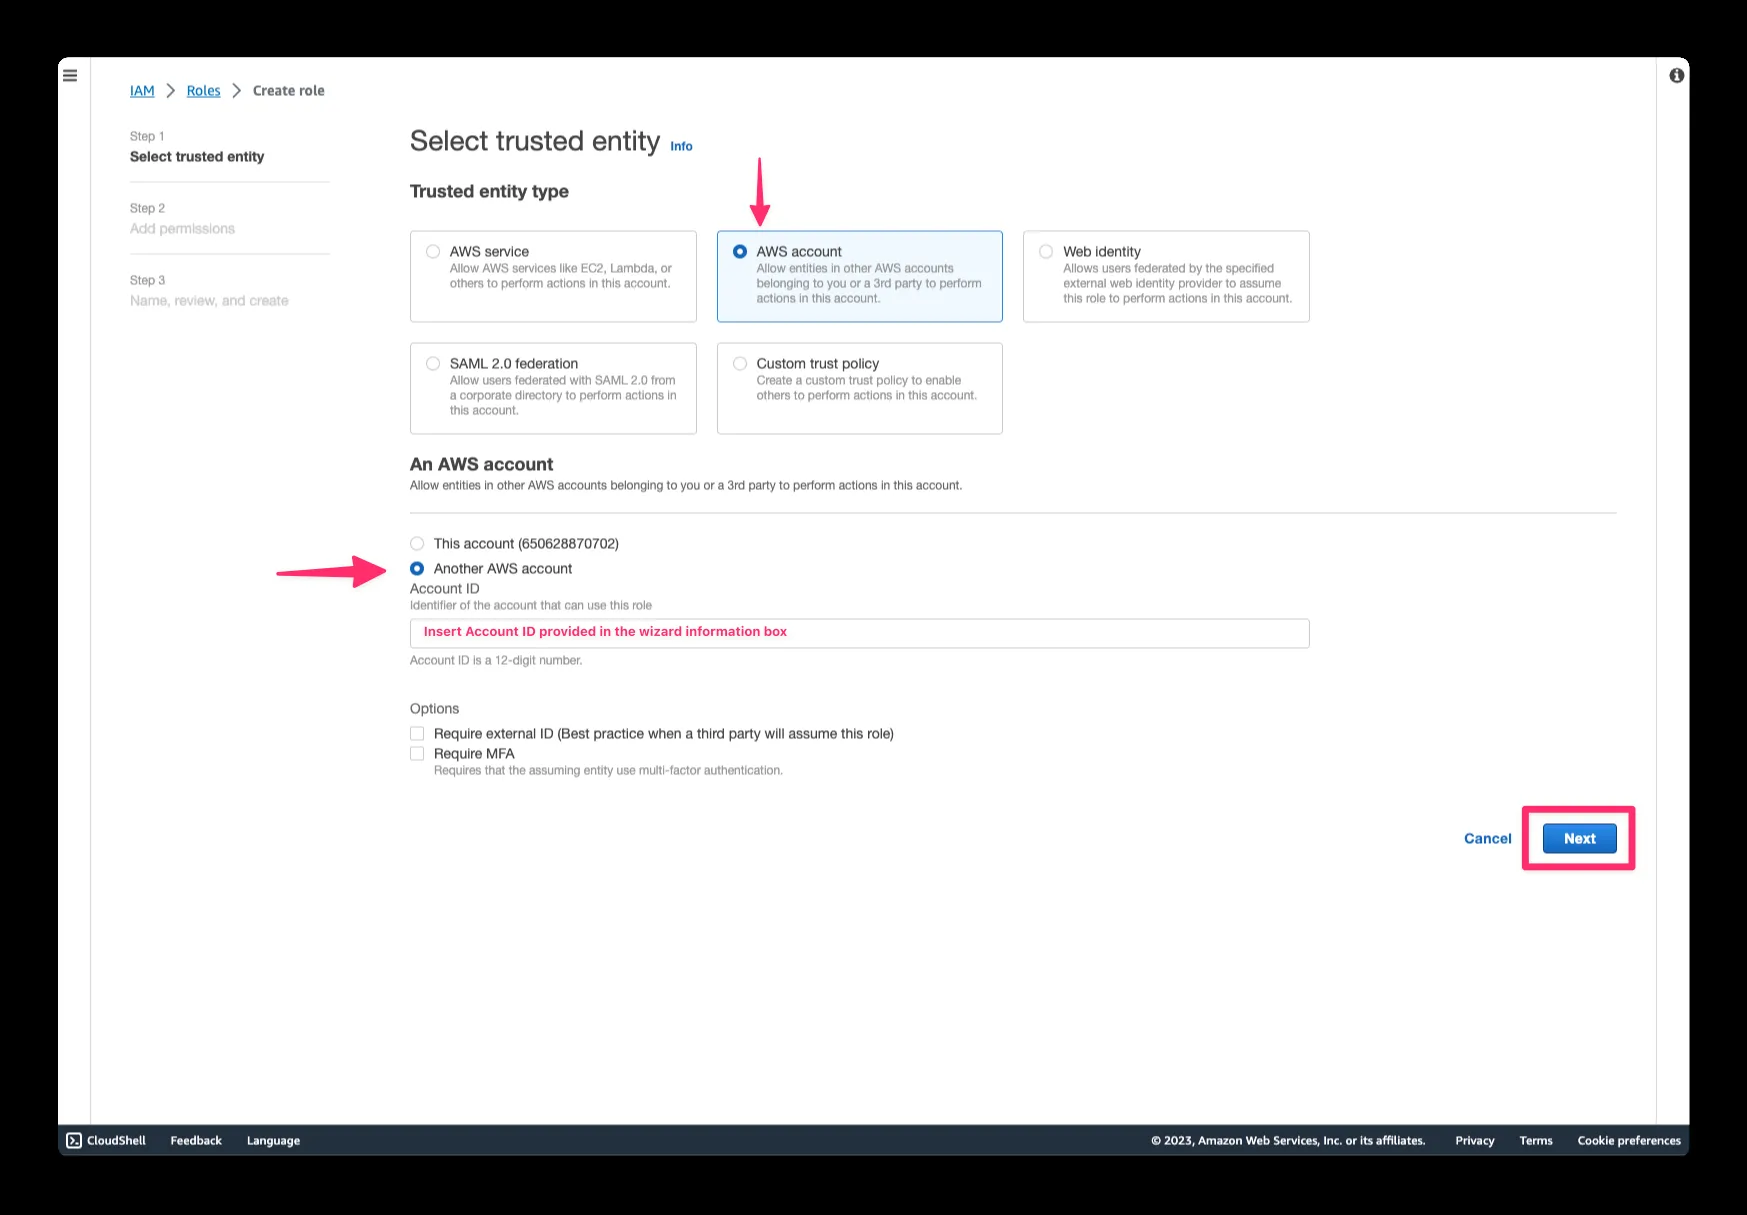 IAM > Roles > Create role
Step 1
Select trusted entity
Step 2
Add permissions
Step 3
Name, review, and create
Select trusted entity Info
Trusted entity type
AWS service
Allow AWS services like EC2, Lambda, or
others to perform actions in this account.
AWS account
Allow entities in other AWS accounts
belonging to you or a 3rd party to perform
actions in this account.
Web identity
Allows users federated by the specified
external web identity provider to assume
this role to perform actions in this account.
SAML 2.0 federation
Allow users federated with SAML 2.0 from
a corporate directory to perform actions in
this account.
Custom trust policy
Create a custom trust policy to enable
others to perform actions in this account.
An AWS account
Allow entities in other AWS accounts belonging to you or a 3rd party to perform actions in this account.
This account (650628870702)
Another AWS account
Account ID
Identifier of the account that can use this role
Insert Account ID provided in the wizard information box
Account ID is a 12-digit number.
Options
Require external ID (Best practice when a third party will assume this role)
Require MFA
Requires that the assuming entity use multi-factor authentication.
Cancel Next
CloudShell Feedback Language © 2023, Amazon Web Services, Inc. or its affiliates. Privacy Terms Cookie preferences